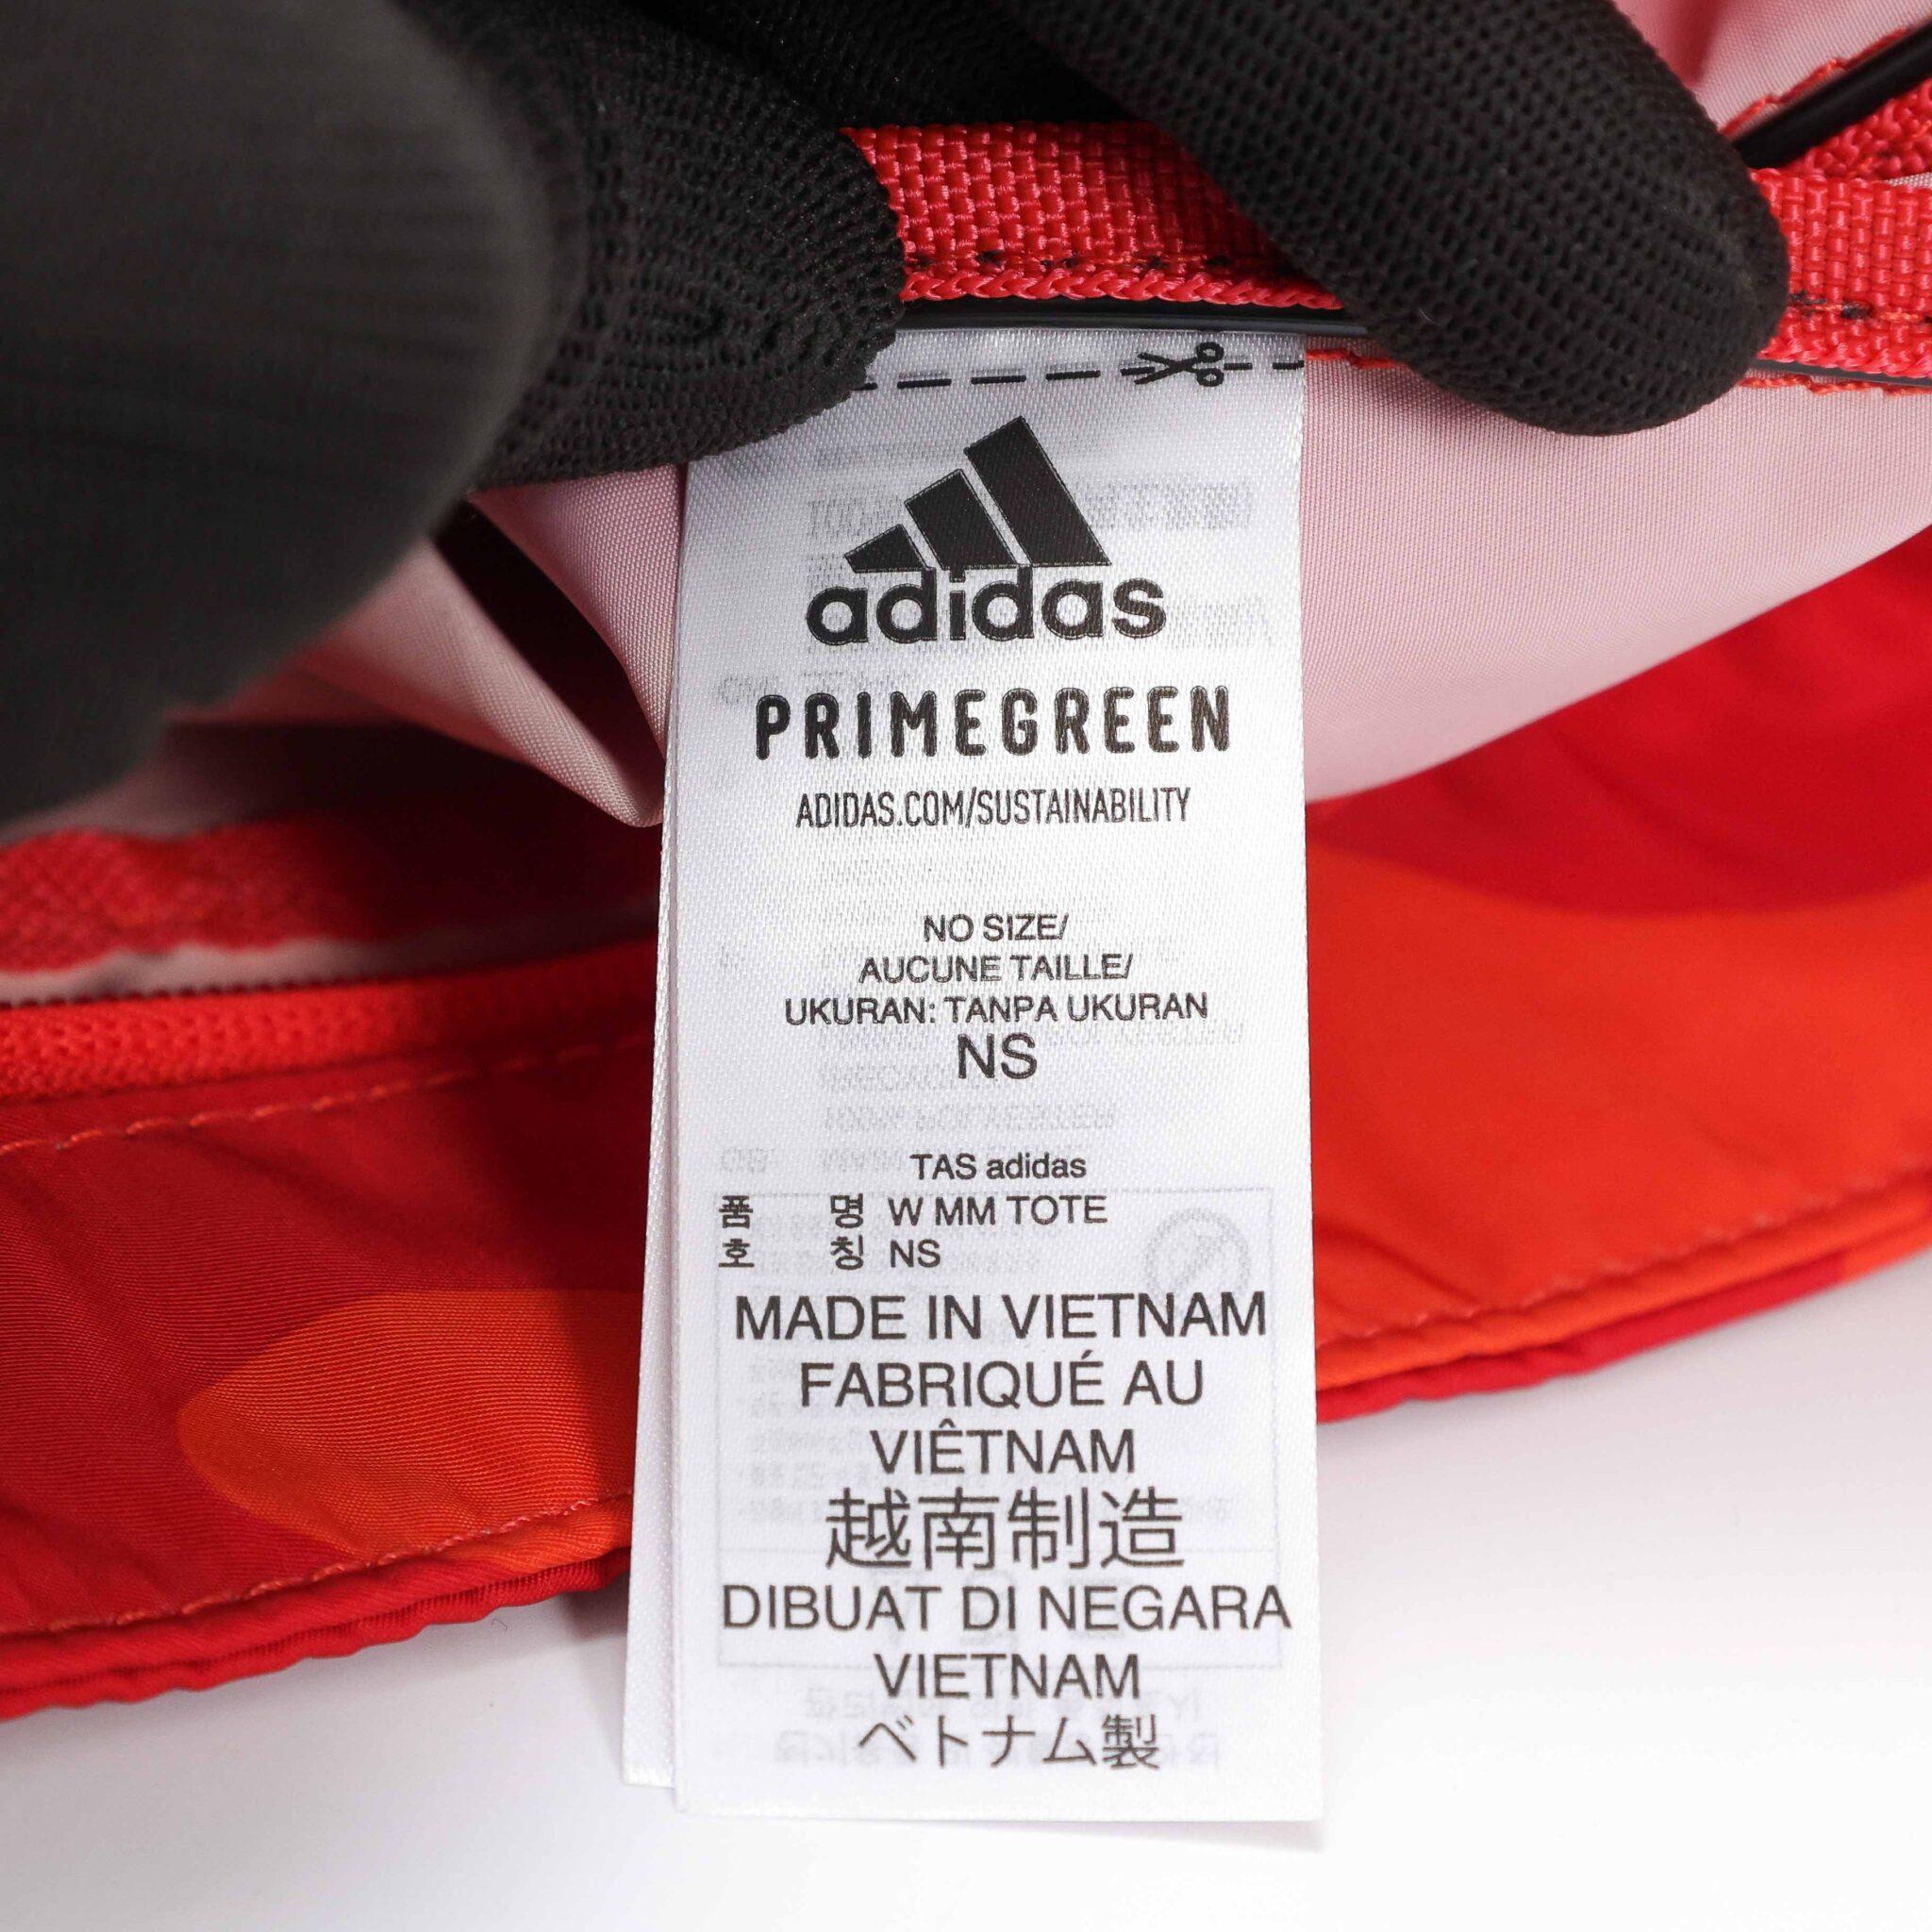 adidas
PRIMEGREEN
ADIDAS.COM/SUSTAINABILITY
NO SIZE/
AUCUNE TAILLE/
UKURAN: TANPA UKURAN
NS
TAS adidas
품 명 W MM TOTE
호 칭 NS
MADE IN VIETNAM
FABRIQUÉ AU
VIÊTNAM
越南制造
DIBUAT DI NEGARA
VIETNAM
ベトナム製